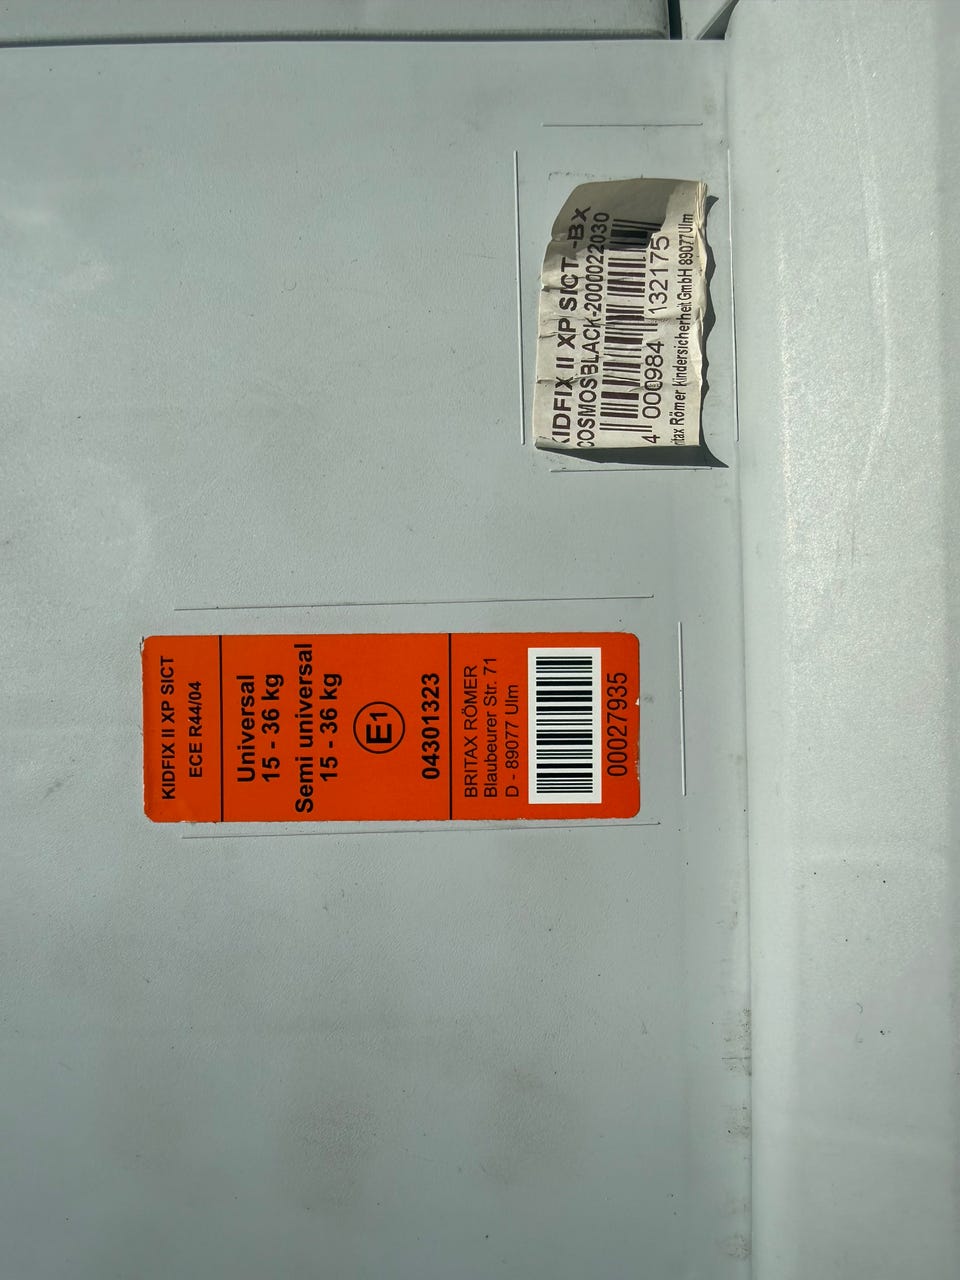 KIDFIX II XP SICT -BX
COSMOSBLACK-2000022030
4 000984 132175
Römer kindersicherheit GmbH 89077Ulm
KIDFIX II XP SICT
ECE R44/04
Universal
15 - 36 kg
Semi universal
15 - 36 kg
E1
04301323
BRITAX RÖMER
Blaubeurer Str. 71
D - 89077 Ulm
00027935